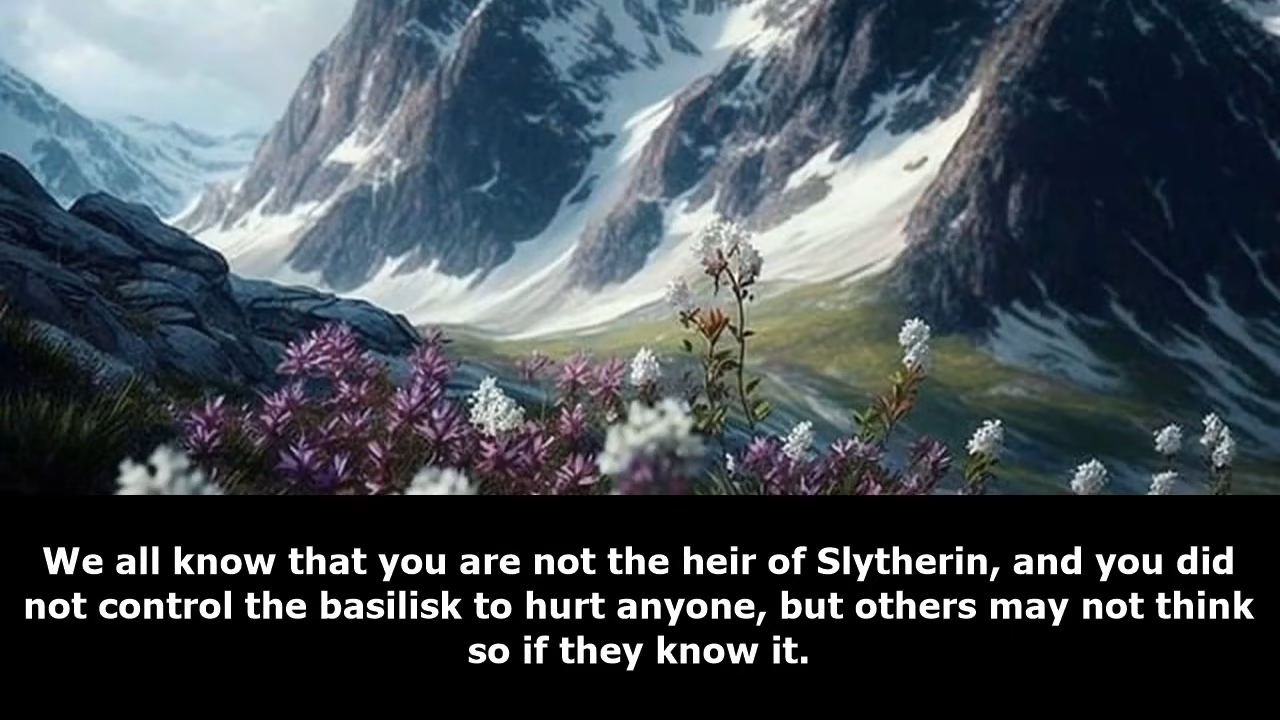 We all know that you are not the heir of Slytherin, and you did
not control the basilisk to hurt anyone, but others may not think
so if they know it.